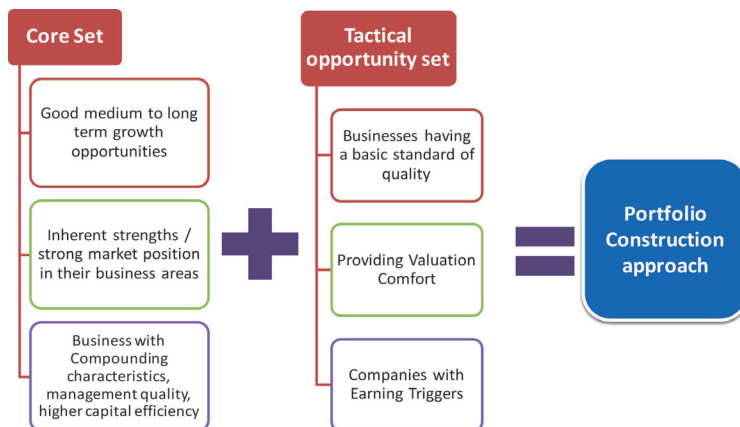 Core Set
Good medium to long
term growth
opportunities
Inherent strengths /
strong market position
in their business areas
Business with
Compounding
characteristics,
management quality,
higher capital efficiency
Tactical
opportunity set
Businesses having
a basic standard of
quality
Providing Valuation
Comfort
Companies with
Earning Triggers
Portfolio
Construction
approach